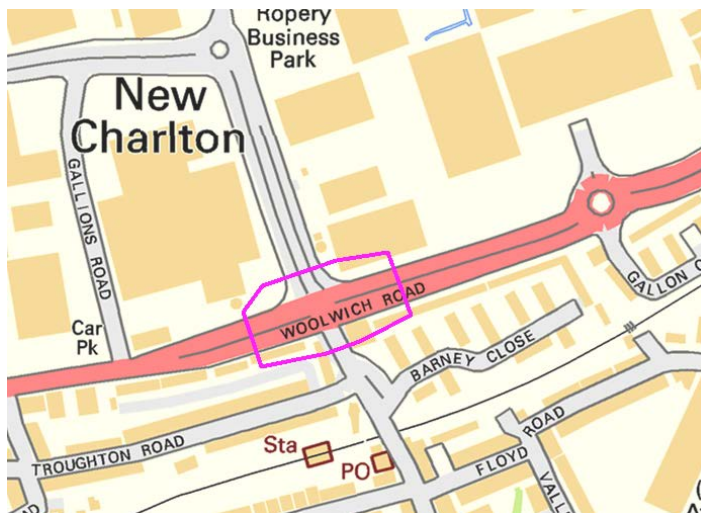 Ropery
Business
Park
New
Charlton
GALLIONS ROAD
WOOLWICH ROAD
GALLON
Car
Pk
BARNEY CLOSE
Sta
PO
TROUGHTON ROAD
FLOYD ROAD